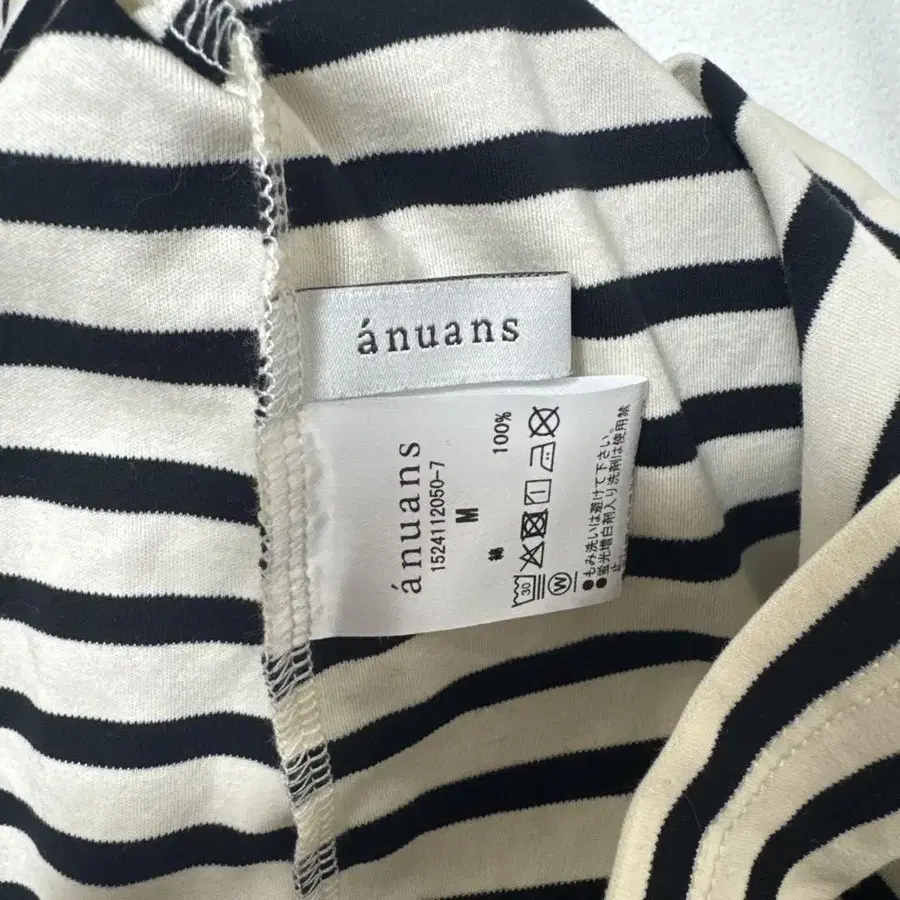 ánuans
ánuans
1524112050-7
M
綿 100%
30
W
●もみ洗いは避けて下さい。
●蛍光増白剤入り洗剤は使用禁
止。